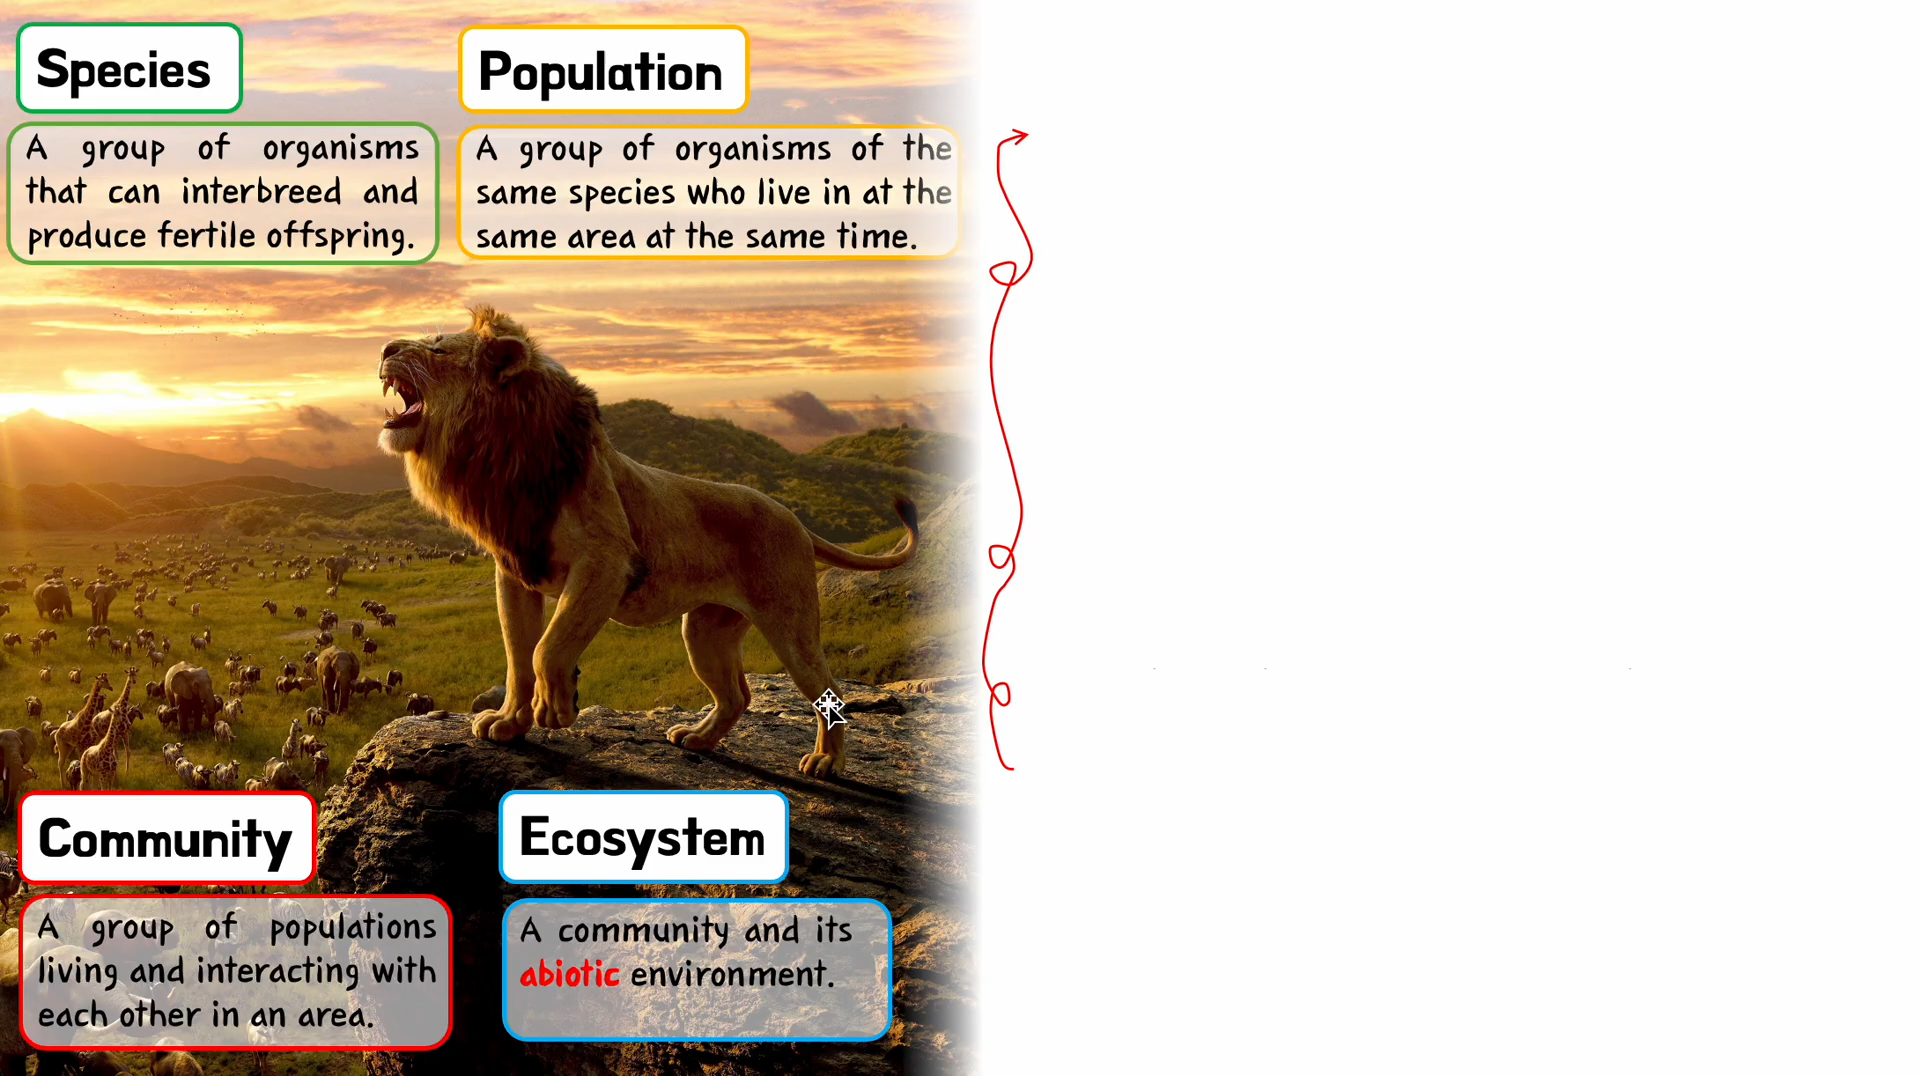 Species
A group of organisms
that can interbreed and
produce fertile offspring.
Population
A group of organisms of the
same species who live in at the
same area at the same time.
Community
A group of populations
living and interacting with
each other in an area.
Ecosystem
A community and its
abiotic environment.